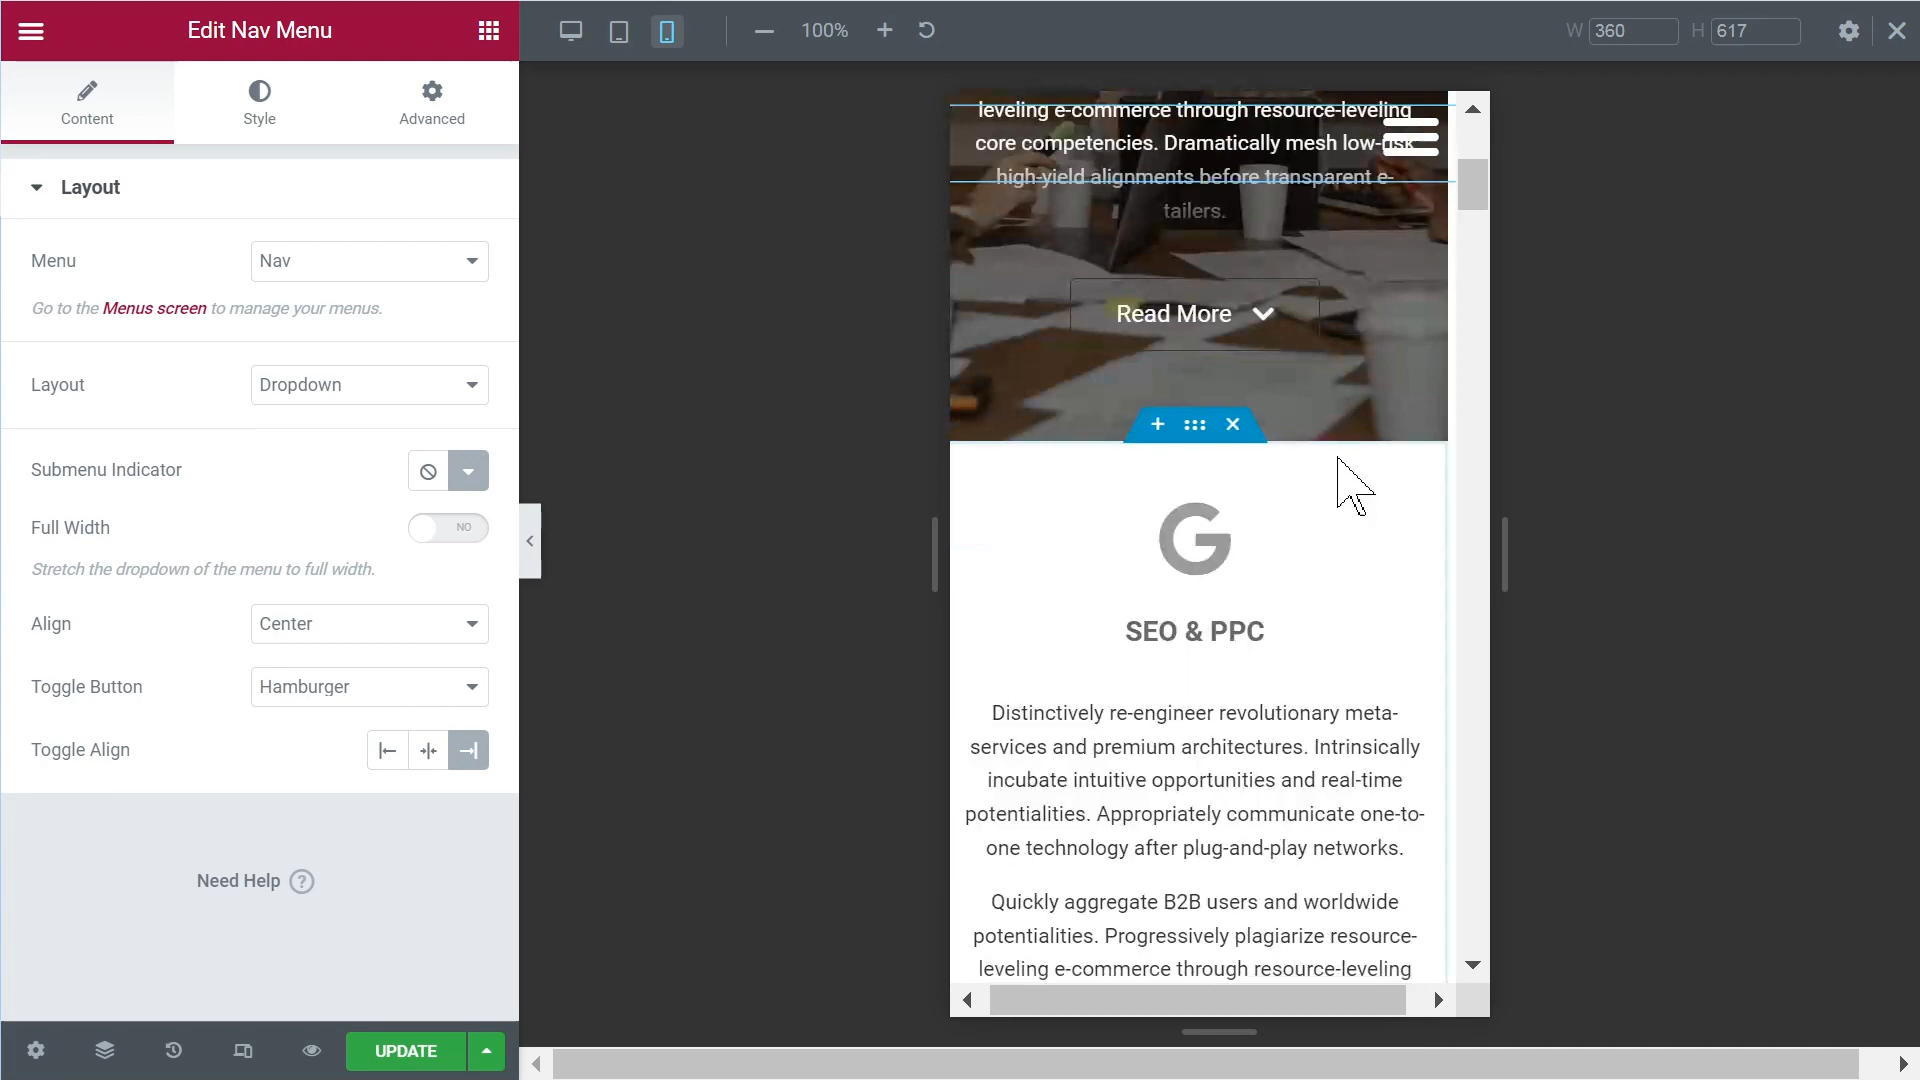 Edit Nav Menu
100%
W 360 H 617
Content
Style
Advanced
Layout
Menu
Nav
Go to the Menus screen to manage your menus.
Layout
Dropdown
Submenu Indicator
Full Width
NO
Stretch the dropdown of the menu to full width.
Align
Center
Toggle Button
Hamburger
Toggle Align
Need Help
UPDATE
leveling e-commerce through resource-leveling
core competencies. Dramatically mesh low-risk
high-yield alignments before transparent e-
tailers.
Read More
SEO & PPC
Distinctively re-engineer revolutionary meta-
services and premium architectures. Intrinsically
incubate intuitive opportunities and real-time
potentialities. Appropriately communicate one-to-
one technology after plug-and-play networks.
Quickly aggregate B2B users and worldwide
potentialities. Progressively plagiarize resource-
leveling e-commerce through resource-leveling